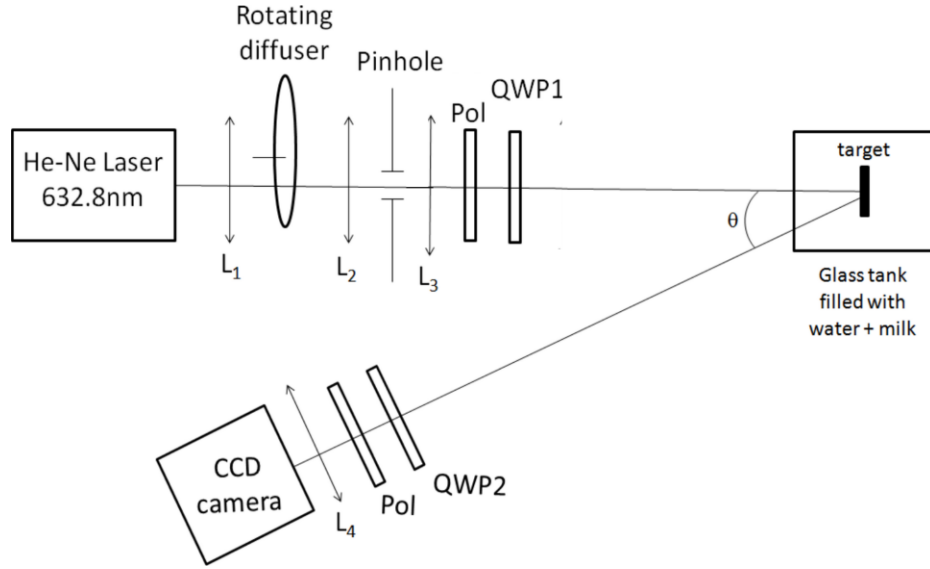 Rotating
diffuser
Pinhole
QWP1
Pol
He-Ne Laser
632.8nm
target
θ
L1
L2
L3
Glass tank
filled with
water + milk
CCD
camera
QWP2
Pol
L4